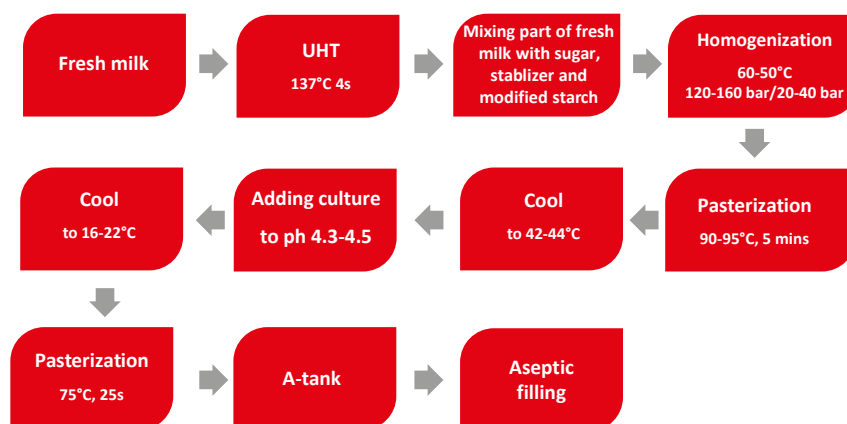 Fresh milk
UHT
137°C 4s
Mixing part of fresh
milk with sugar,
stablizer and
modified starch
Homogenization
60-50°C
120-160 bar/20-40 bar
Pasterization
90-95°C, 5 mins
Cool
to 42-44°C
Adding culture
to ph 4.3-4.5
Cool
to 16-22°C
Pasterization
75°C, 25s
A-tank
Aseptic
filling